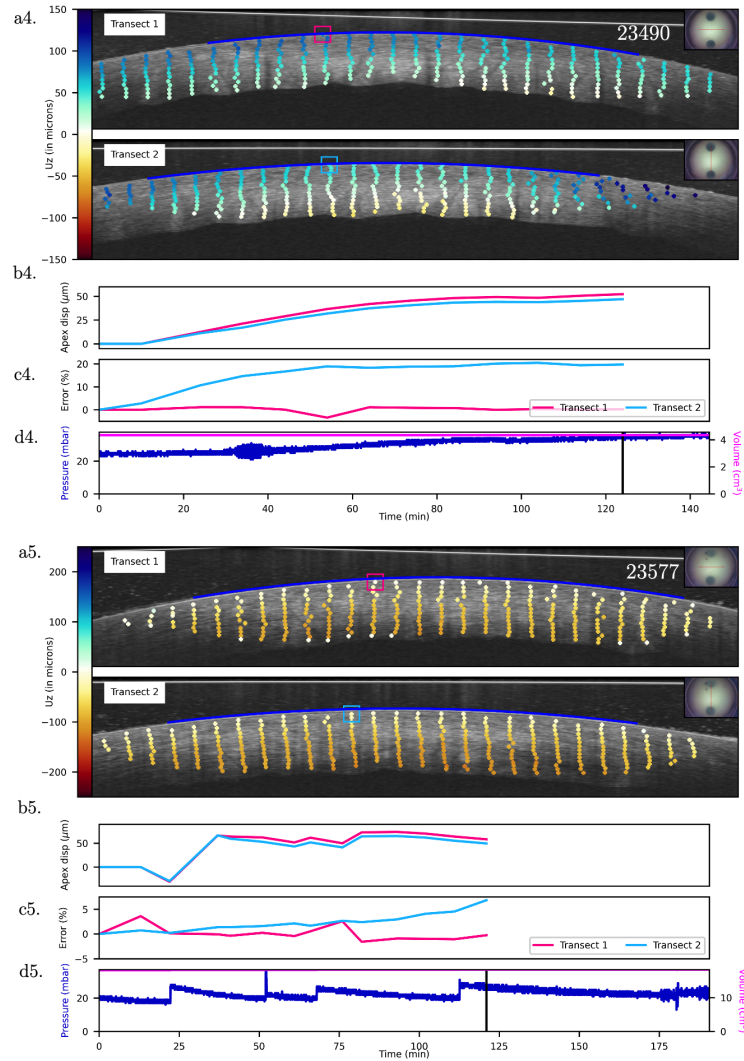 a4.
150
Transect 1
23490
100
50
0
Transect 2
−50
−100
−150
Uz (in microns)
b4.
50
25
0
Apex disp (μm)
c4.
20
10
0
Error (%)
Transect 1
Transect 2
d4.
20
0
Pressure (mbar)
4
2
0
Volume (cm³)
0
20
40
60
80
100
120
140
Time (min)
a5.
200
Transect 1
23577
100
0
Transect 2
−100
−200
Uz (in microns)
b5.
50
0
Apex disp (μm)
c5.
5
0
−5
Error (%)
Transect 1
Transect 2
d5.
20
0
Pressure (mbar)
10
0
Volume (cm³)
0
25
50
75
100
125
150
175
Time (min)